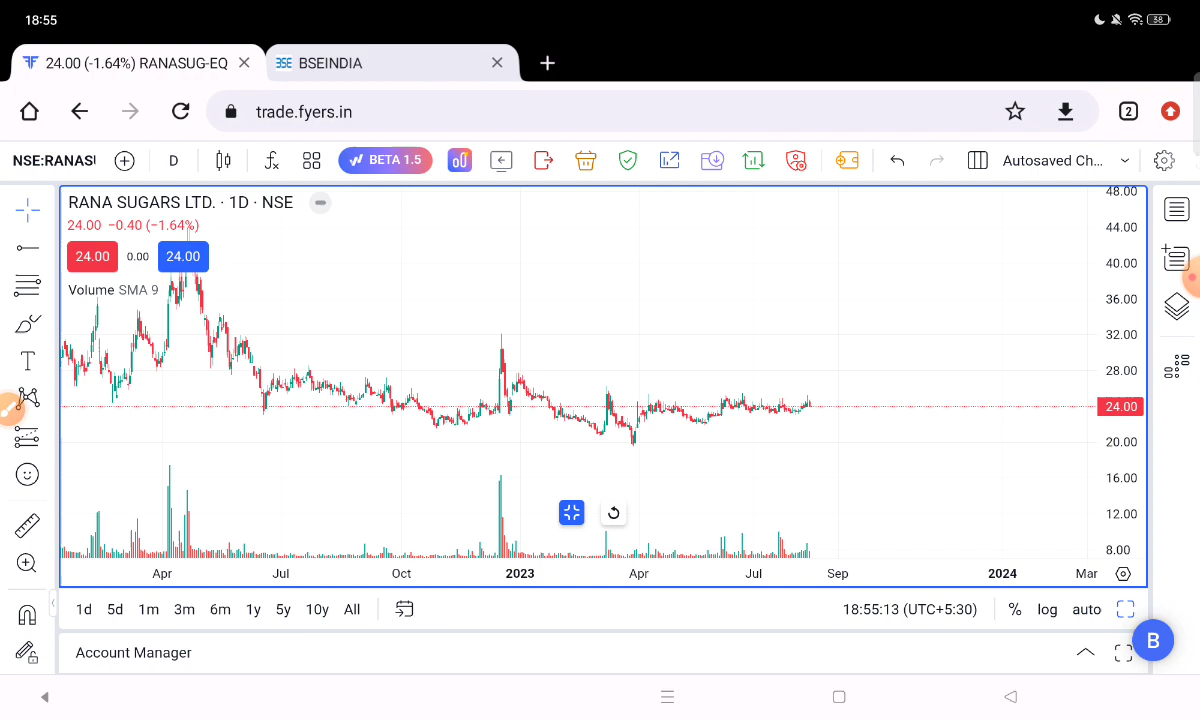 18:55
38
24.00 (-1.64%) RANASUG-EQ
BSE BSEINDIA
trade.fyers.in
2
NSE:RANASU
D
BETA 1.5
Autosaved Ch...
RANA SUGARS LTD. · 1D · NSE
24.00 −0.40 (−1.64%)
24.00 0.00 24.00
Volume SMA 9
48.00
44.00
40.00
36.00
32.00
28.00
24.00
20.00
16.00
12.00
8.00
Apr Jul Oct 2023 Apr Jul Sep 2024 Mar
1d 5d 1m 3m 6m 1y 5y 10y All
18:55:13 (UTC+5:30)
% log auto
B
Account Manager